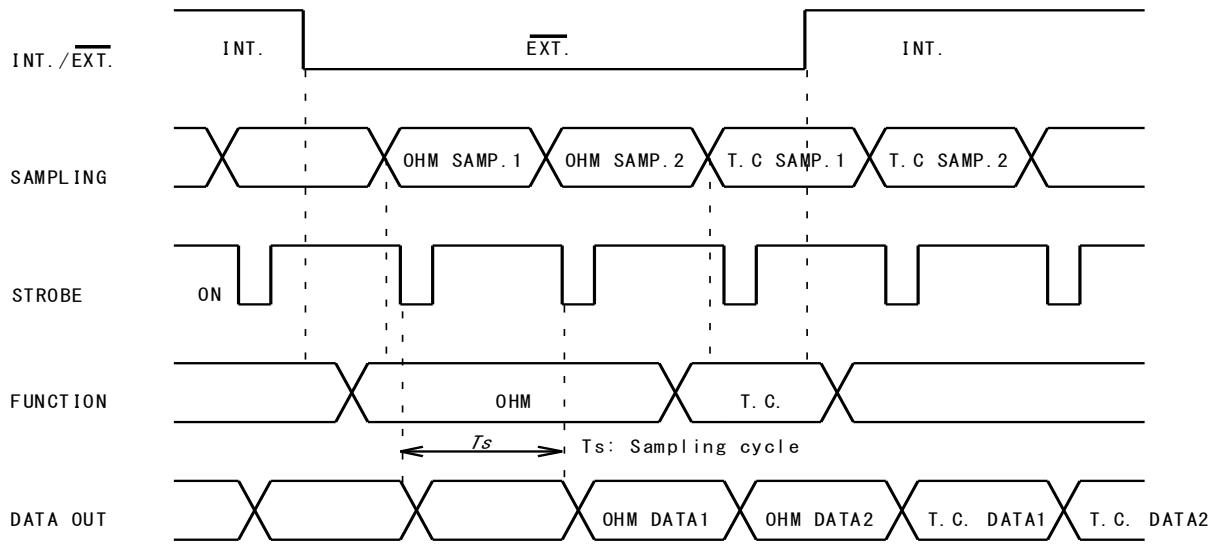 INT./EXT.
INT.
EXT.
INT.
SAMPLING
OHM SAMP.1
OHM SAMP.2
T.C SAMP.1
T.C SAMP.2
STROBE
ON
FUNCTION
OHM
T.C.
Ts
Ts: Sampling cycle
DATA OUT
OHM DATA1
OHM DATA2
T.C. DATA1
T.C. DATA2